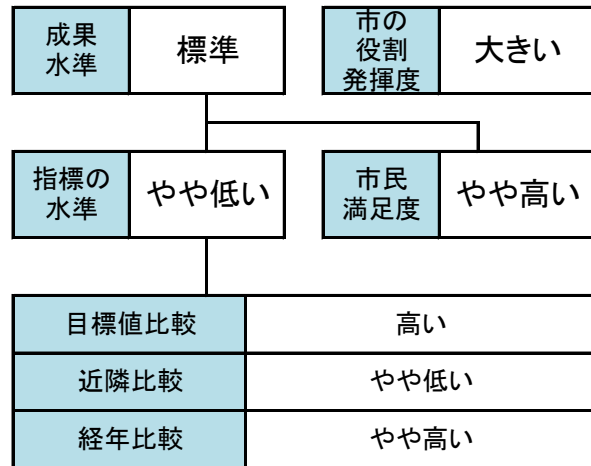 成果
水準
標準
市の
役割
発揮度
大きい
指標の
水準
やや低い
市民
満足度
やや高い
目標値比較
高い
近隣比較
やや低い
経年比較
やや高い